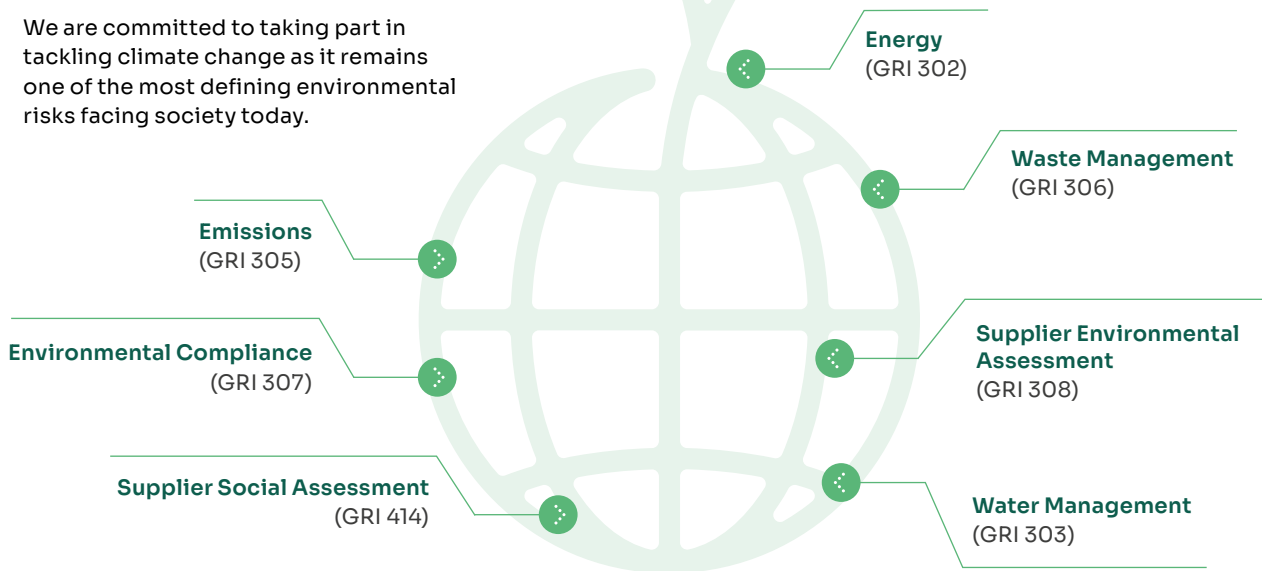 We are committed to taking part in
tackling climate change as it remains
one of the most defining environmental
risks facing society today.
Energy
(GRI 302)
Waste Management
(GRI 306)
Emissions
(GRI 305)
Environmental Compliance
(GRI 307)
Supplier Environmental
Assessment
(GRI 308)
Supplier Social Assessment
(GRI 414)
Water Management
(GRI 303)